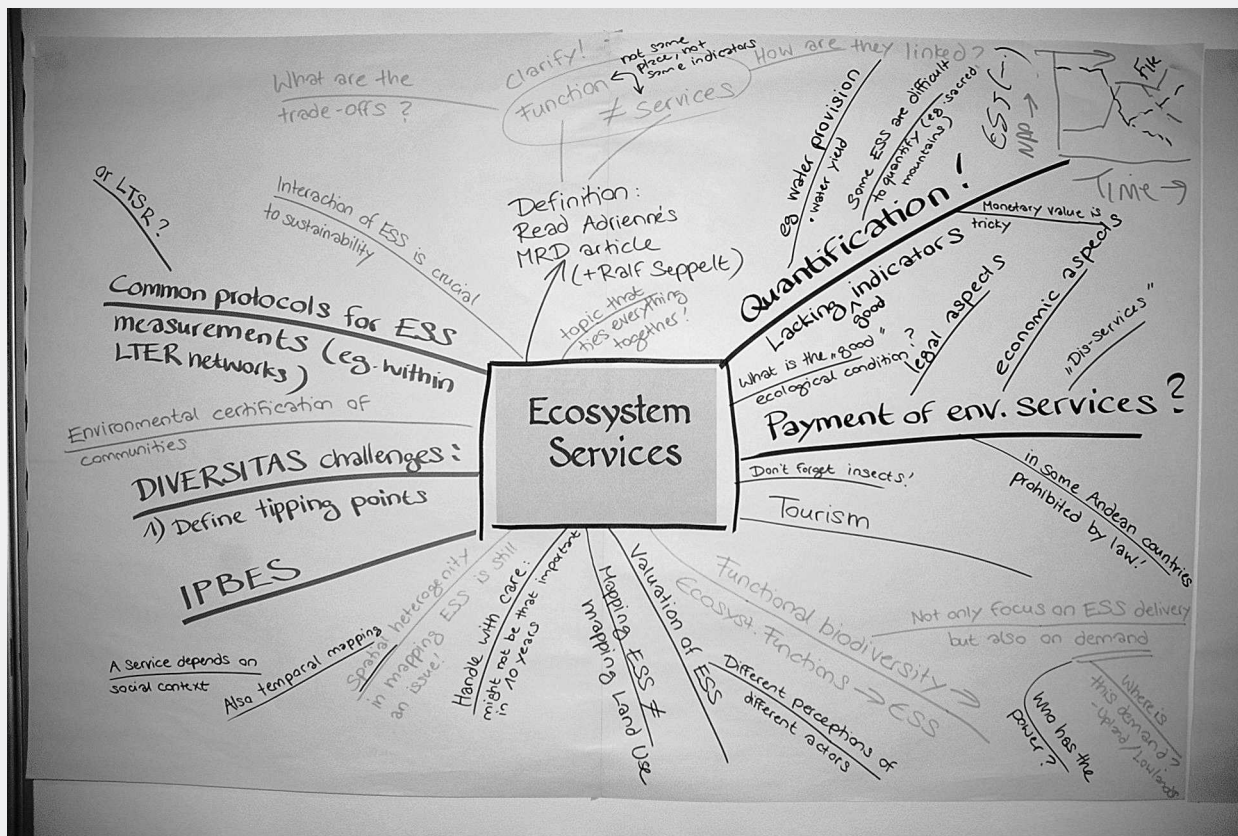 What are the
trade-offs?
clarify!
Function
≠ Services
not same
place, not
same indicators
How are they linked?
Definition:
Read Adrienne's
MRD article
(+Ralf Seppelt)
topic that
ties everything
together!
Interaction of ESS is crucial
to sustainability
or LTSR?
Common protocols for ESS
measurements (eg. within
LTER networks)
Environmental certification of
communities
DIVERSITAS challenges:
1) Define tipping points
IPBES
A service depends on
social context
Also temporal mapping
Spatial heterogenity
in mapping ESS is still
an issue!
Handle with care:
might not be that important
in 10 years
Mapping ESS ≠
mapping Land Use
Valuation of ESS
Different perceptions of
different actors
Functional biodiversity →
Ecosyst. Functions → ESS
Not only focus on ESS delivery
but also on demand
Who has the
power?
Where is
this demand?
-Upland/Lowlands
Ecosystem
Services
Quantification!
eg water provision
• water yield
Some ESS are difficult
to quantify (eg. sacred
mountains)
ESS (...)
NPP →
Time →
Monetary value is
tricky
Lacking good indicators
What is the „good"
ecological condition?
Payment of env. services?
legal aspects
economic aspects
„Dis-services"
in some Andean countries
prohibited by law!
Don't forget insects!
Tourism